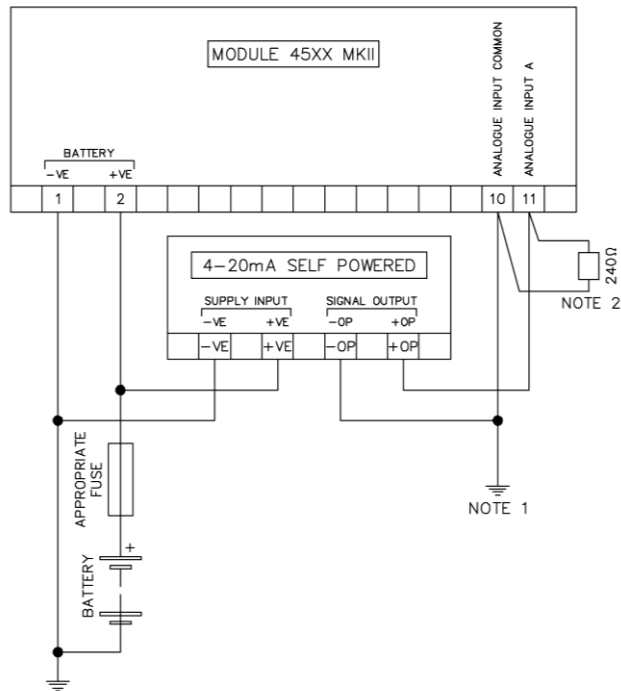 MODULE 45XX MKII
ANALOGUE INPUT COMMON
ANALOGUE INPUT A
BATTERY
-VE +VE
1 2 10 11
4-20mA SELF POWERED
240Ω
NOTE 2
SUPPLY INPUT SIGNAL OUTPUT
-VE +VE -OP +OP
-VE +VE -OP +OP
APPROPRIATE
FUSE
NOTE 1
+
BATTERY